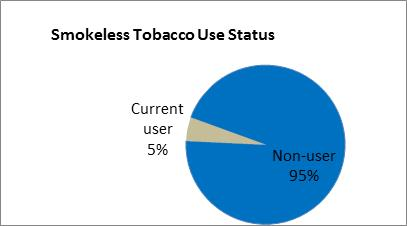 Smokeless Tobacco Use Status
Current
user
5%
Non-user
95%